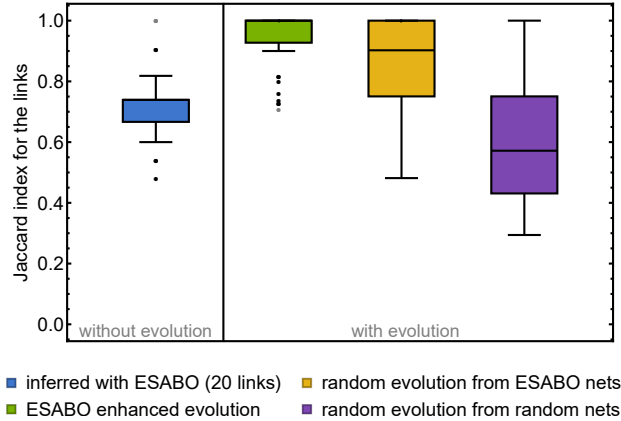 Jaccard index for the links
1.0
0.8
0.6
0.4
0.2
0.0
without evolution
with evolution
inferred with ESABO (20 links)
random evolution from ESABO nets
ESABO enhanced evolution
random evolution from random nets